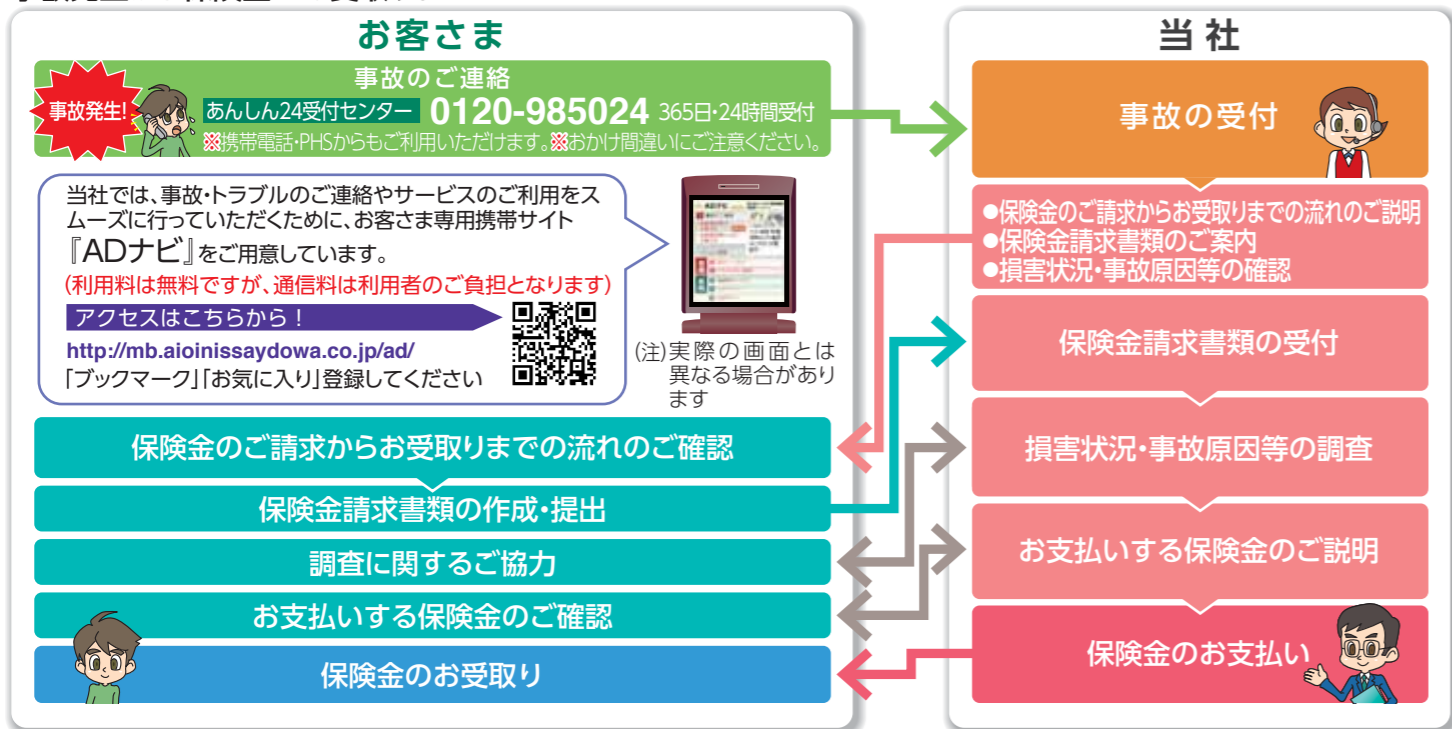 お客さま
事故発生!
事故のご連絡
あんしん24受付センター 0120-985024 365日・24時間受付
※携帯電話・PHSからもご利用いただけます。※おかけ間違いにご注意ください。
当社では、事故・トラブルのご連絡やサービスのご利用をス
ムーズに行っていただくために、お客さま専用携帯サイト
『ADナビ』をご用意しています。
(利用料は無料ですが、通信料は利用者のご負担となります)
アクセスはこちらから!
http://mb.aioinissaydowa.co.jp/ad/
「ブックマーク」「お気に入り」登録してください
(注)実際の画面とは
異なる場合があり
ます
保険金のご請求からお受取りまでの流れのご確認
保険金請求書類の作成・提出
調査に関するご協力
お支払いする保険金のご確認
保険金のお受取り
当社
事故の受付
●保険金のご請求からお受取りまでの流れのご説明
●保険金請求書類のご案内
●損害状況・事故原因等の確認
保険金請求書類の受付
損害状況・事故原因等の調査
お支払いする保険金のご説明
保険金のお支払い